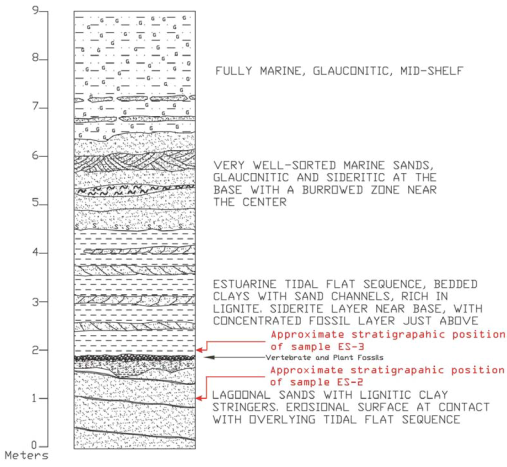 9
8
7
6
5
4
3
2
1
0
Meters
FULLY MARINE, GLAUCONITIC, MID-SHELF
VERY WELL-SORTED MARINE SANDS,
GLAUCONITIC AND SIDERITIC AT THE
BASE WITH A BURROWED ZONE NEAR
THE CENTER
ESTUARINE TIDAL FLAT SEQUENCE, BEDDED
CLAYS WITH SAND CHANNELS, RICH IN
LIGNITE. SIDERITE LAYER NEAR BASE, WITH
CONCENTRATED FOSSIL LAYER JUST ABOVE
Approximate stratigrapahic position
of sample ES-3
Vertebrate and Plant Fossils
Approximate stratigrapahic position
of sample ES-2
LAGOONAL SANDS WITH LIGNITIC CLAY
STRINGERS. EROSIONAL SURFACE AT CONTACT
WITH OVERLYING TIDAL FLAT SEQUENCE